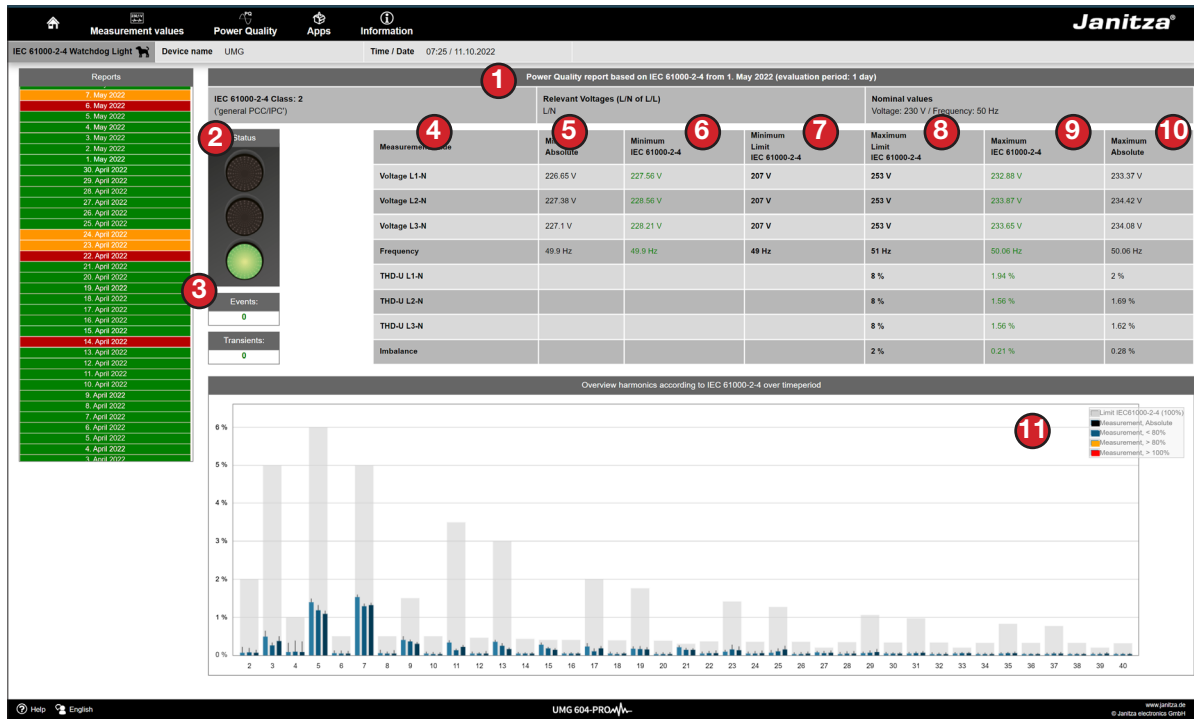 Measurement values
Power Quality
Apps
Information
Janitza®
IEC 61000-2-4 Watchdog Light
Device name UMG
Time / Date 07:25 / 11.10.2022
Reports
7. May 2022
6. May 2022
5. May 2022
4. May 2022
3. May 2022
2. May 2022
1. May 2022
30. April 2022
29. April 2022
28. April 2022
27. April 2022
26. April 2022
25. April 2022
24. April 2022
23. April 2022
22. April 2022
21. April 2022
20. April 2022
19. April 2022
18. April 2022
17. April 2022
16. April 2022
15. April 2022
14. April 2022
13. April 2022
12. April 2022
11. April 2022
10. April 2022
9. April 2022
8. April 2022
7. April 2022
6. April 2022
5. April 2022
4. April 2022
3. April 2022
1
Power Quality report based on IEC 61000-2-4 from 1. May 2022 (evaluation period: 1 day)
IEC 61000-2-4 Class: 2
('general PCC/IPC')
Relevant Voltages (L/N of L/L)
L/N
Nominal values
Voltage: 230 V / Frequency: 50 Hz
2
Status
3
Events:
0
Transients:
0
4 5 6 7 8 9 10
Absolute
Minimum IEC 61000-2-4
Minimum Limit IEC 61000-2-4
Maximum Limit IEC 61000-2-4
Maximum IEC 61000-2-4
Maximum Absolute
Voltage L1-N 226.65 V 227.56 V 207 V 253 V 232.88 V 233.37 V
Voltage L2-N 227.38 V 228.56 V 207 V 253 V 233.87 V 234.42 V
Voltage L3-N 227.1 V 228.21 V 207 V 253 V 233.65 V 234.08 V
Frequency 49.9 Hz 49.9 Hz 49 Hz 51 Hz 50.06 Hz 50.06 Hz
THD-U L1-N 8 % 1.94 % 2 %
THD-U L2-N 8 % 1.56 % 1.69 %
THD-U L3-N 8 % 1.56 % 1.62 %
Imbalance 2 % 0.21 % 0.28 %
Overview harmonics according to IEC 61000-2-4 over timeperiod
11
Limit IEC61000-2-4 (100%)
Measurement, Absolute
Measurement, < 80%
Measurement, > 80%
Measurement, > 100%
6 %
5 %
4 %
3 %
2 %
1 %
0 %
2 3 4 5 6 7 8 9 10 11 12 13 14 15 16 17 18 19 20 21 22 23 24 25 26 27 28 29 30 31 32 33 34 35 36 37 38 39 40
Help
English
UMG 604-PRO
www.janitza.de
© Janitza electronics GmbH